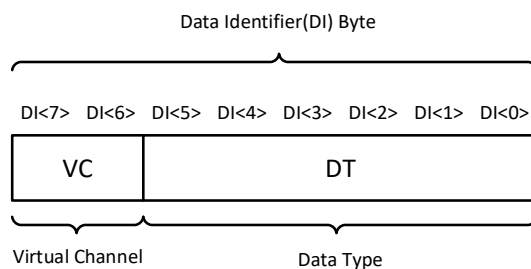 Data Identifier(DI) Byte
DI<7> DI<6> DI<5> DI<4> DI<3> DI<2> DI<1> DI<0>
VC DT
Virtual Channel Data Type